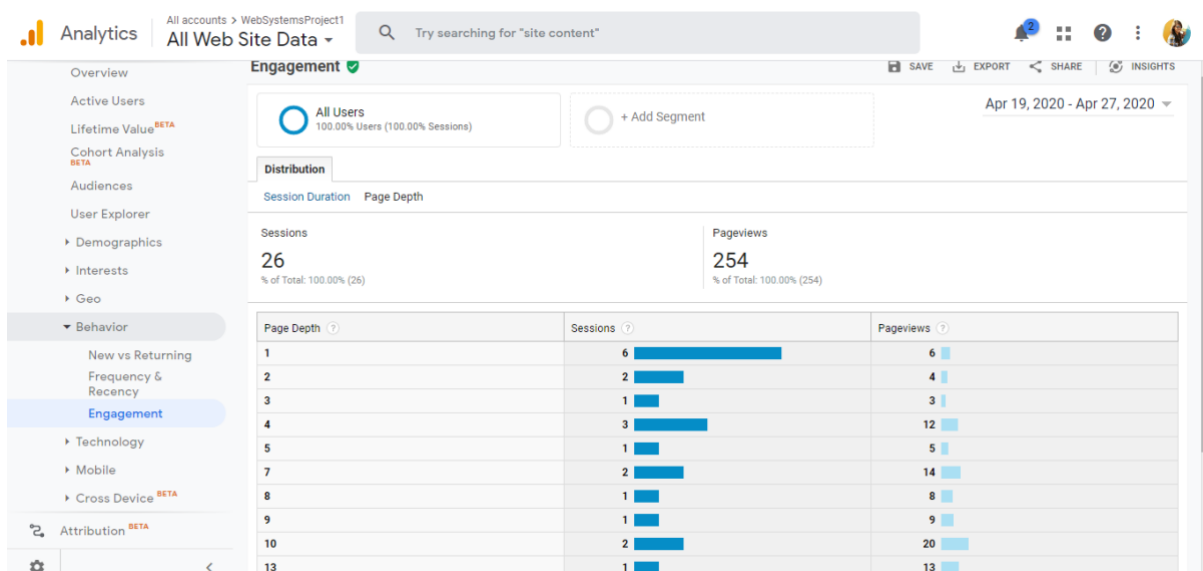 All accounts > WebSystemsProject1
Analytics
All Web Site Data
Try searching for "site content"
2
Overview
Active Users
Lifetime Value BETA
Cohort Analysis
BETA
Audiences
User Explorer
Demographics
Interests
Geo
Behavior
New vs Returning
Frequency &
Recency
Engagement
Technology
Mobile
Cross Device BETA
Attribution BETA
Engagement
SAVE EXPORT SHARE INSIGHTS
All Users
100.00% Users (100.00% Sessions)
+ Add Segment
Apr 19, 2020 - Apr 27, 2020
Distribution
Session Duration Page Depth
Sessions Pageviews
26 254
% of Total: 100.00% (26) % of Total: 100.00% (254)
Page Depth ? Sessions ? Pageviews ?
1 6 6
2 2 4
3 1 3
4 3 12
5 1 5
7 2 14
8 1 8
9 1 9
10 2 20
13 1 13